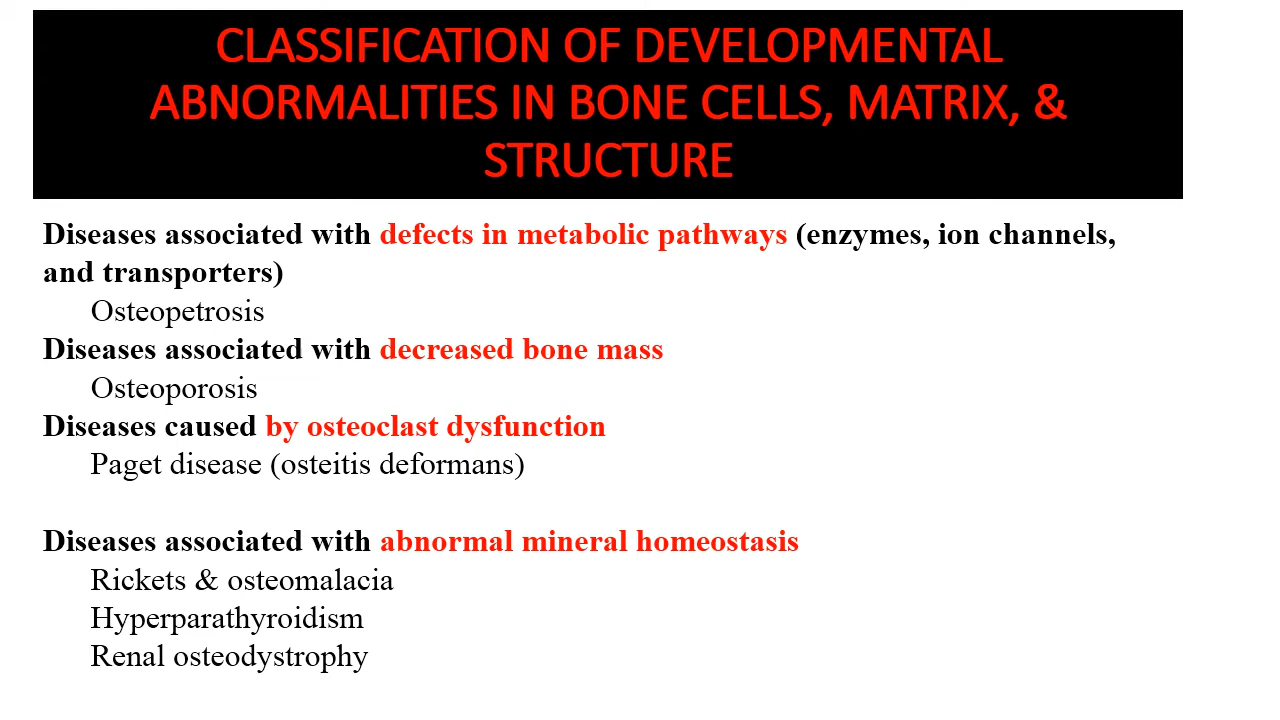 CLASSIFICATION OF DEVELOPMENTAL
ABNORMALITIES IN BONE CELLS, MATRIX, &
STRUCTURE
Diseases associated with defects in metabolic pathways (enzymes, ion channels,
and transporters)
Osteopetrosis
Diseases associated with decreased bone mass
Osteoporosis
Diseases caused by osteoclast dysfunction
Paget disease (osteitis deformans)
Diseases associated with abnormal mineral homeostasis
Rickets & osteomalacia
Hyperparathyroidism
Renal osteodystrophy